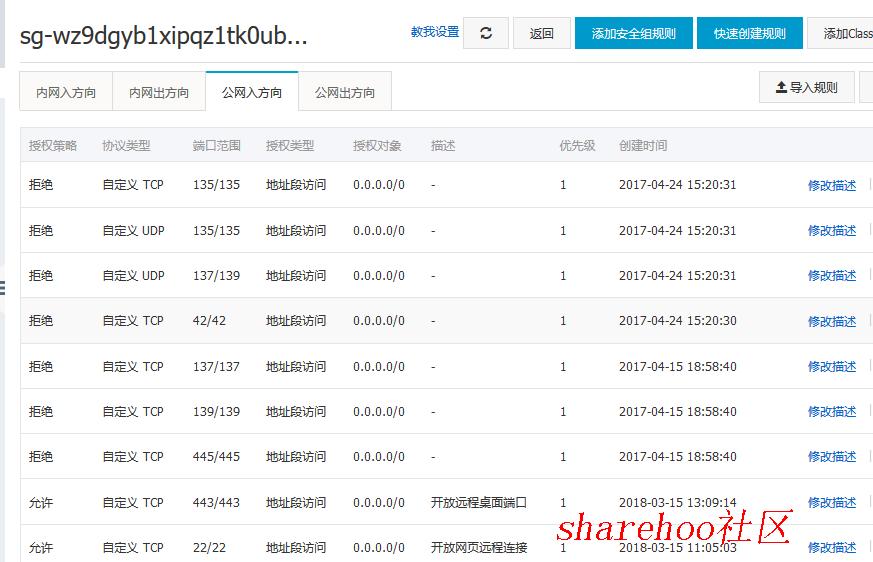 sg-wz9dgyb1xipqz1tk0ub... 教我设置 返回 添加安全组规则 快速创建规则 添加Class
内网入方向 内网出方向 公网入方向 公网出方向 导入规则
授权策略 协议类型 端口范围 授权类型 授权对象 描述 优先级 创建时间
拒绝 自定义 TCP 135/135 地址段访问 0.0.0.0/0 - 1 2017-04-24 15:20:31 修改描述
拒绝 自定义 UDP 135/135 地址段访问 0.0.0.0/0 - 1 2017-04-24 15:20:31 修改描述
拒绝 自定义 UDP 137/139 地址段访问 0.0.0.0/0 - 1 2017-04-24 15:20:31 修改描述
拒绝 自定义 TCP 42/42 地址段访问 0.0.0.0/0 - 1 2017-04-24 15:20:30 修改描述
拒绝 自定义 TCP 137/137 地址段访问 0.0.0.0/0 - 1 2017-04-15 18:58:40 修改描述
拒绝 自定义 TCP 139/139 地址段访问 0.0.0.0/0 - 1 2017-04-15 18:58:40 修改描述
拒绝 自定义 TCP 445/445 地址段访问 0.0.0.0/0 - 1 2017-04-15 18:58:40 修改描述
允许 自定义 TCP 443/443 地址段访问 0.0.0.0/0 开放远程桌面端口 1 2018-03-15 13:09:14 修改描述
sharehoo社区
允许 自定义 TCP 22/22 地址段访问 0.0.0.0/0 开放网页远程连接 1 2018-03-15 11:05:03 修改描述